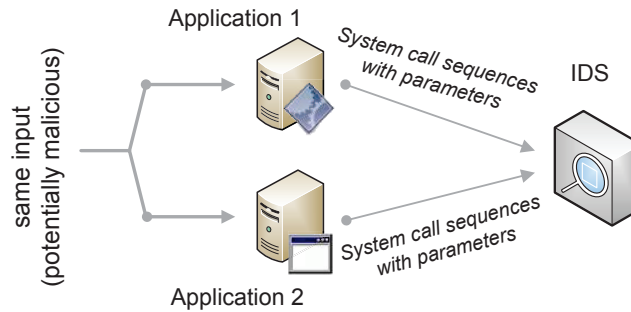 Application 1
System call sequences
with parameters
IDS
same input
(potentially malicious)
System call sequences
with parameters
Application 2